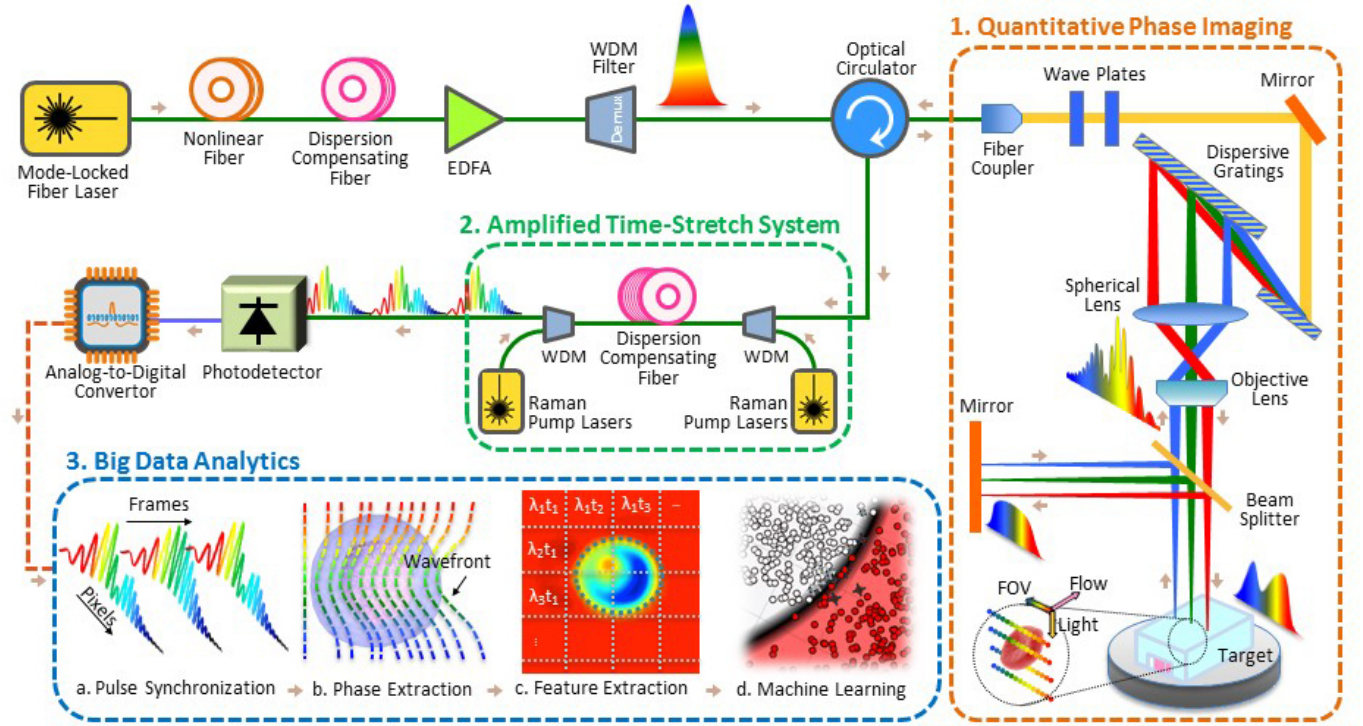 1. Quantitative Phase Imaging
WDM
Filter
Optical
Circulator
Wave Plates
Mirror
Demux
Mode-Locked
Fiber Laser
Nonlinear
Fiber
Dispersion
Compensating
Fiber
EDFA
Fiber
Coupler
Dispersive
Gratings
2. Amplified Time-Stretch System
Spherical
Lens
010101010101
Analog-to-Digital
Convertor
Photodetector
WDM
Dispersion
Compensating
Fiber
WDM
Raman
Pump Lasers
Raman
Pump Lasers
Objective
Lens
Mirror
Beam
Splitter
3. Big Data Analytics
Frames
Pixels
Wavefront
λ1t1 λ1t2 λ1t3 ...
λ2t1
λ3t1
...
FOV
Flow
Light
Target
a. Pulse Synchronization
b. Phase Extraction
c. Feature Extraction
d. Machine Learning